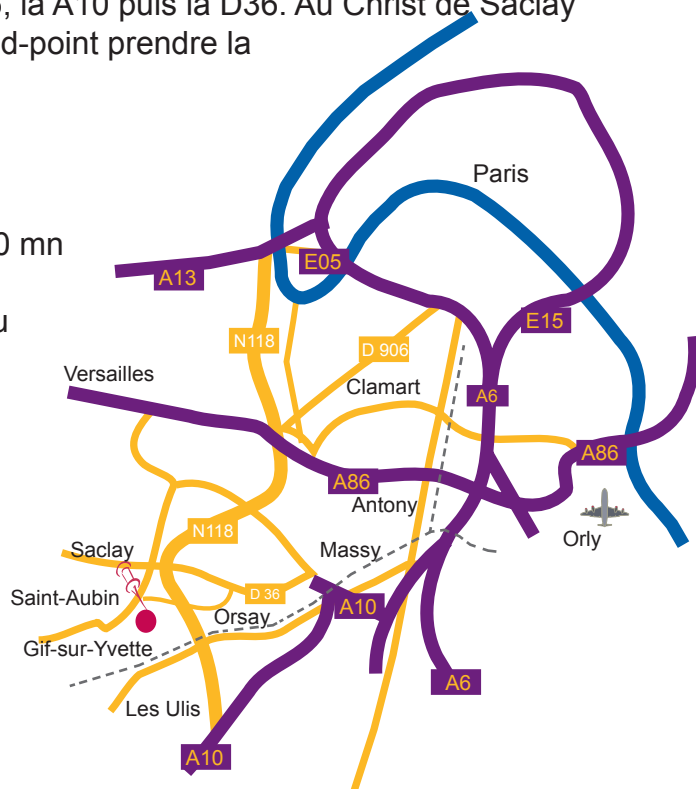 , la A10 puis la D36. Au Christ de Saclay
d-point prendre la
Paris
0 mn
E05
A13
u
E15
N118
D 906
Versailles
Clamart
A6
A86
A86
Antony
N118
Orly
Saclay
Massy
D 36
Saint-Aubin
A10
Orsay
Gif-sur-Yvette
A6
Les Ulis
A10